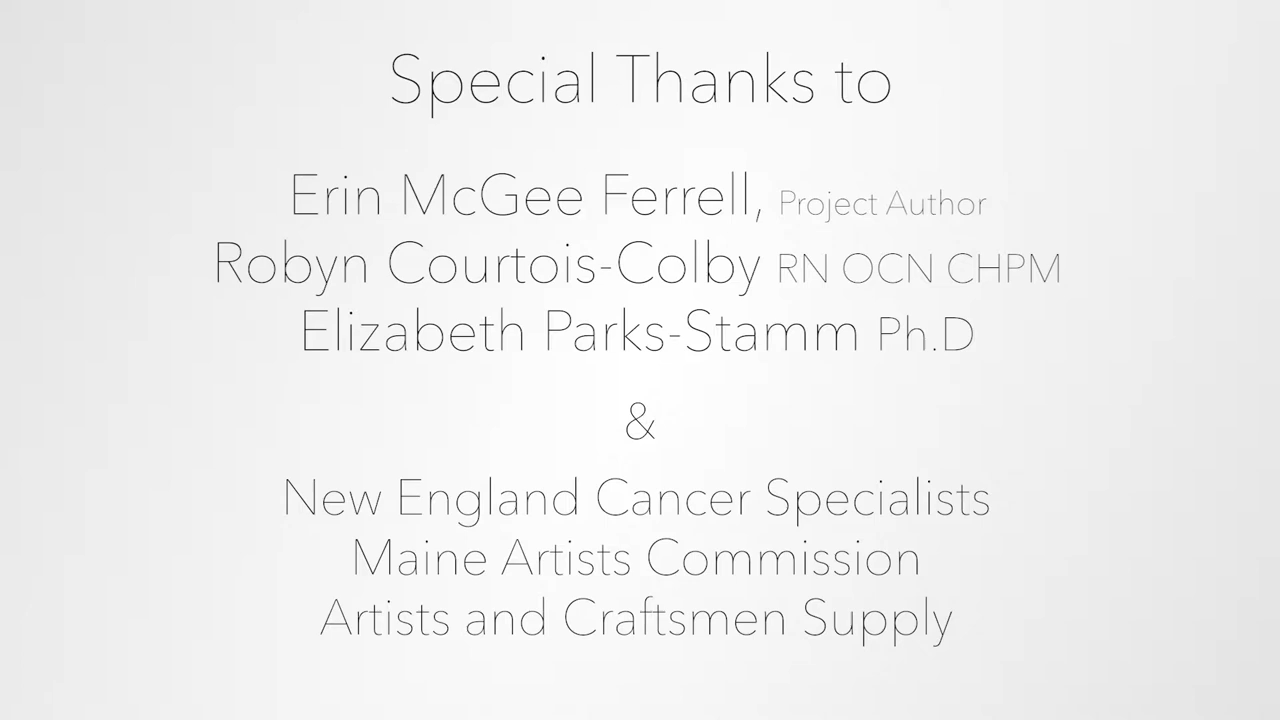 Special Thanks to
Erin McGee Ferrell, Project Author
Robyn Courtois-Colby RN OCN CHPM
Elizabeth Parks-Stamm Ph.D
&
New England Cancer Specialists
Maine Artists Commission
Artists and Craftsmen Supply